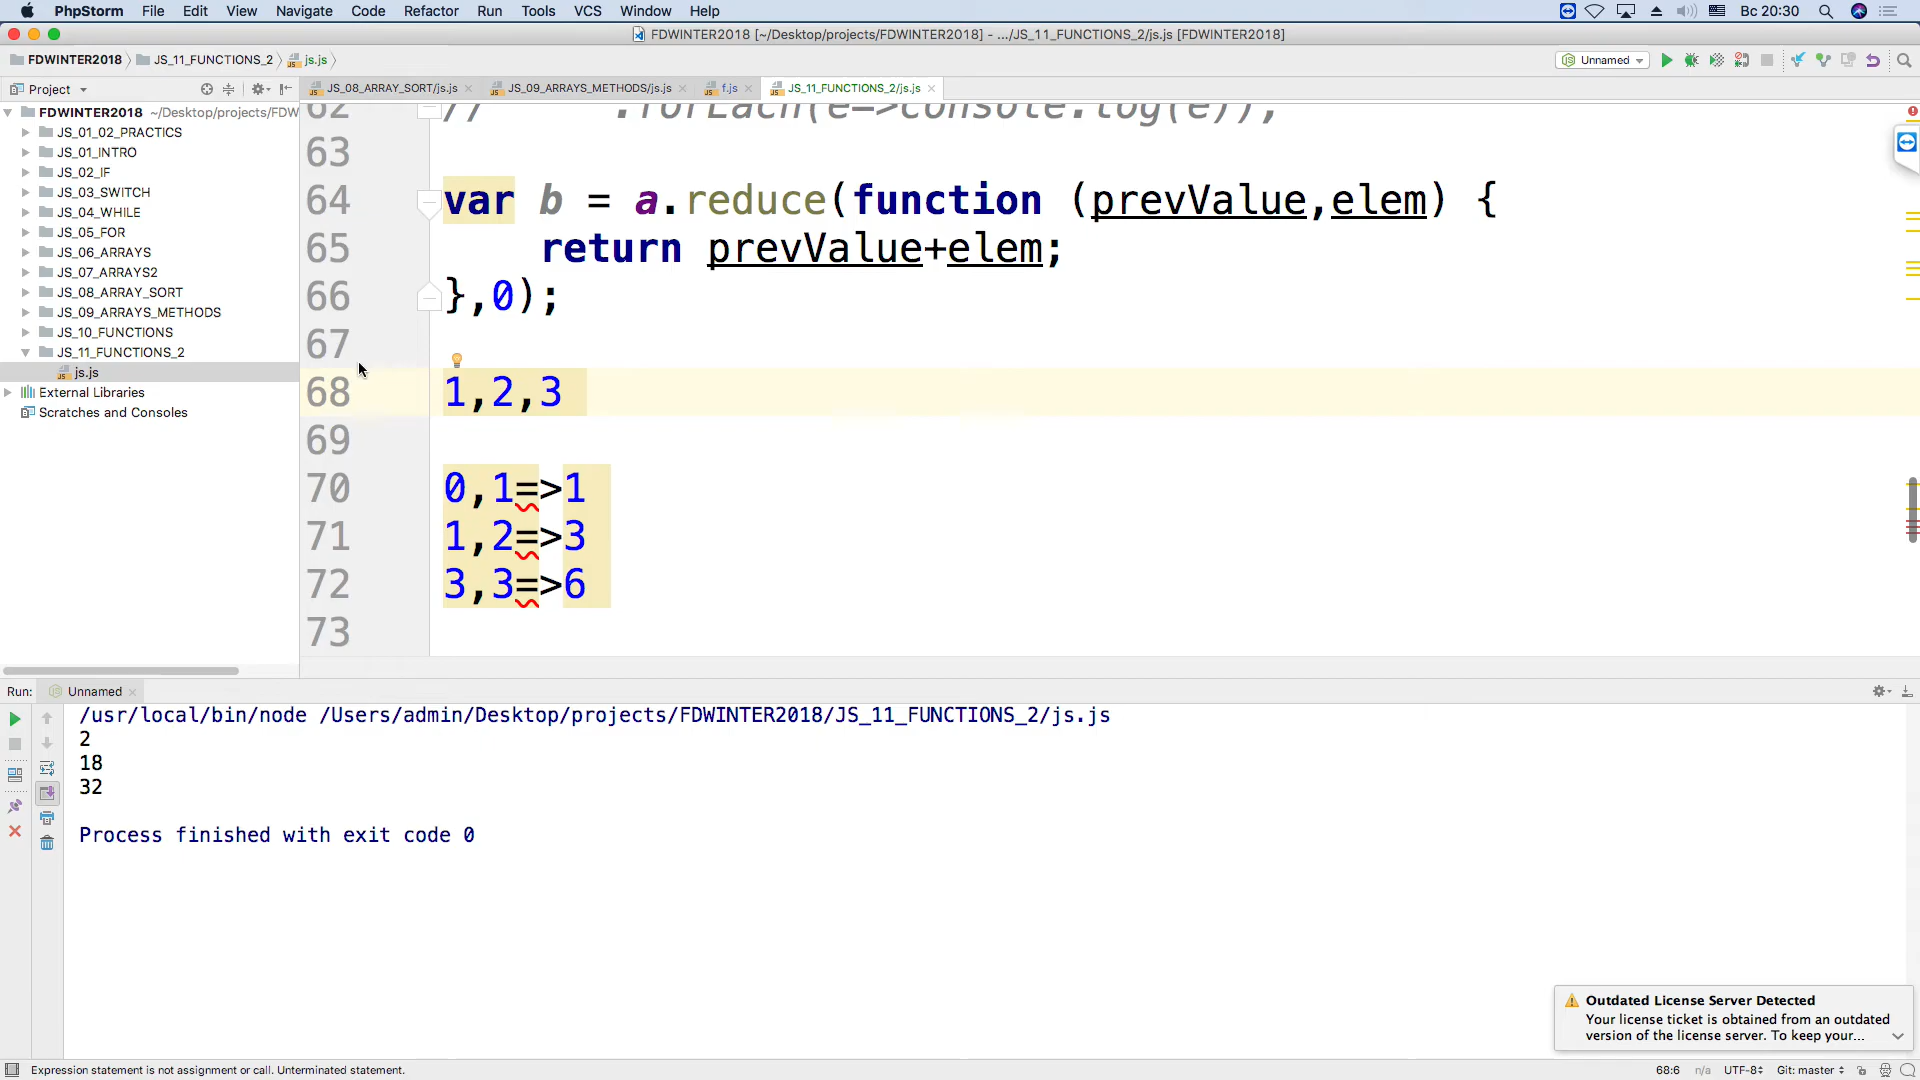 PhpStorm File Edit View Navigate Code Refactor Run Tools VCS Window Help Вс 20:30
FDWINTER2018 [~/Desktop/projects/FDWINTER2018] - .../JS_11_FUNCTIONS_2/js.js [FDWINTER2018]
FDWINTER2018 JS_11_FUNCTIONS_2 js.js Unnamed
Project JS_08_ARRAY_SORT/js.js JS_09_ARRAYS_METHODS/js.js f.js JS_11_FUNCTIONS_2/js.js
FDWINTER2018 ~/Desktop/projects/FDW
JS_01_02_PRACTICS
JS_01_INTRO
JS_02_IF
JS_03_SWITCH
JS_04_WHILE
JS_05_FOR
JS_06_ARRAYS
JS_07_ARRAYS2
JS_08_ARRAY_SORT
JS_09_ARRAYS_METHODS
JS_10_FUNCTIONS
JS_11_FUNCTIONS_2
js.js
External Libraries
Scratches and Consoles
62 // .forEach(e=>console.log(e));
63
64 var b = a.reduce(function (prevValue,elem) {
65 return prevValue+elem;
66 },0);
67
68 1,2,3
69
70 0,1=>1
71 1,2=>3
72 3,3=>6
73
Run: Unnamed
/usr/local/bin/node /Users/admin/Desktop/projects/FDWINTER2018/JS_11_FUNCTIONS_2/js.js
2
18
32
Process finished with exit code 0
Outdated License Server Detected
Your license ticket is obtained from an outdated
version of the license server. To keep your...
Expression statement is not assignment or call. Unterminated statement. 68:6 n/a UTF-8 Git: master